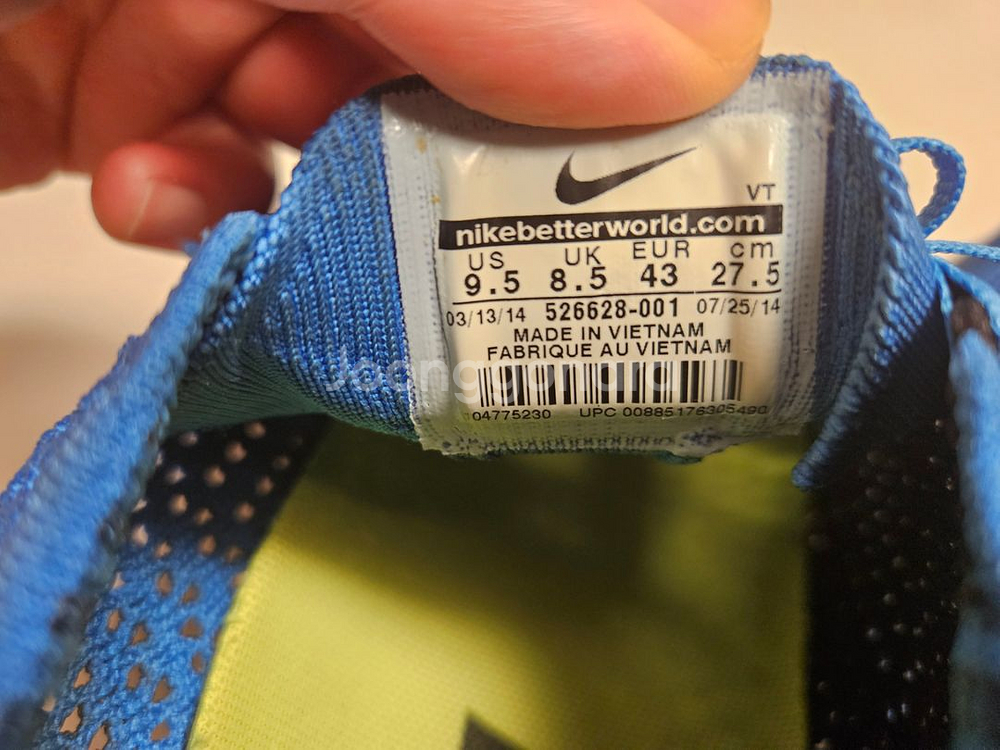 VT
nikebetterworld.com
US UK EUR cm
9.5 8.5 43 27.5
03/13/14 526628-001 07/25/14
MADE IN VIETNAM
FABRIQUE AU VIETNAM
Joonggonara
04775230 UPC 00885176305490